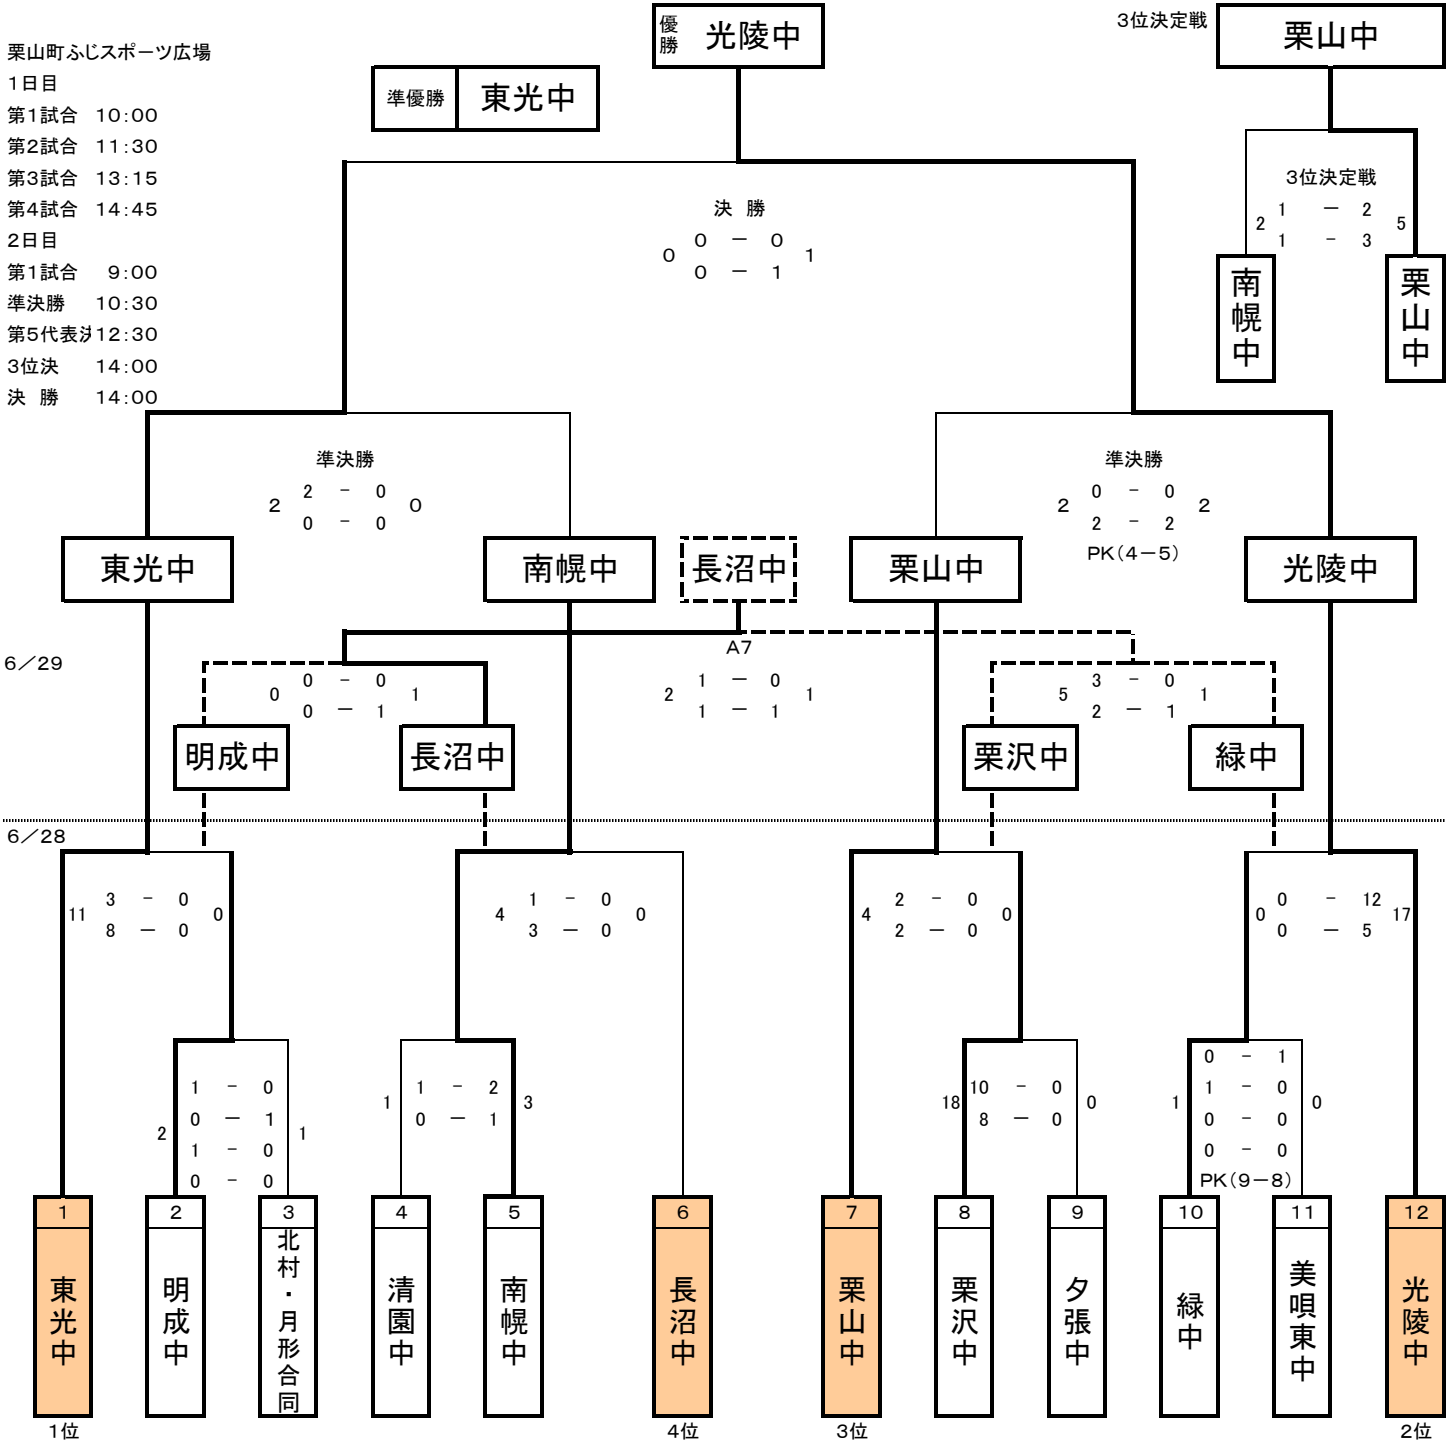 優勝 光陵中
3位決定戦 栗山中
栗山町ふじスポーツ広場
1日目
準優勝 東光中
第1試合 10:00
第2試合 11:30
第3試合 13:15
第4試合 14:45
2日目
第1試合 9:00
準決勝 10:30
第5代表決 12:30
3位決 14:00
決 勝 14:00
決 勝
0 0 － 0 1
0 － 1
3位決定戦
2 1 － 2 5
1 - 3
南幌中 栗山中
準決勝
2 2 - 0 0
0 - 0
準決勝
2 0 - 0 2
2 - 2
PK(4－5)
東光中 南幌中 長沼中 栗山中 光陵中
6／29
0 0 - 0 1
0 － 1
A7
2 1 － 0 1
1 － 1
5 3 - 0 1
2 － 1
明成中 長沼中 栗沢中 緑中
6／28
11 3 - 0 0
8 － 0
4 1 - 0 0
3 － 0
4 2 - 0 0
2 － 0
0 0 - 12 17
0 － 5
2 1 - 0 1
0 － 1
1 - 0
0 - 0
1 1 - 2 3
0 － 1
18 10 - 0 0
8 － 0
1 0 - 1 0
1 - 0
0 - 0
0 - 0
PK(9－8)
1 2 3 4 5 6 7 8 9 10 11 12
東光中
明成中
北村・月形合同
清園中
南幌中
長沼中
栗山中
栗沢中
夕張中
緑中
美唄東中
光陵中
1位 4位 3位 2位